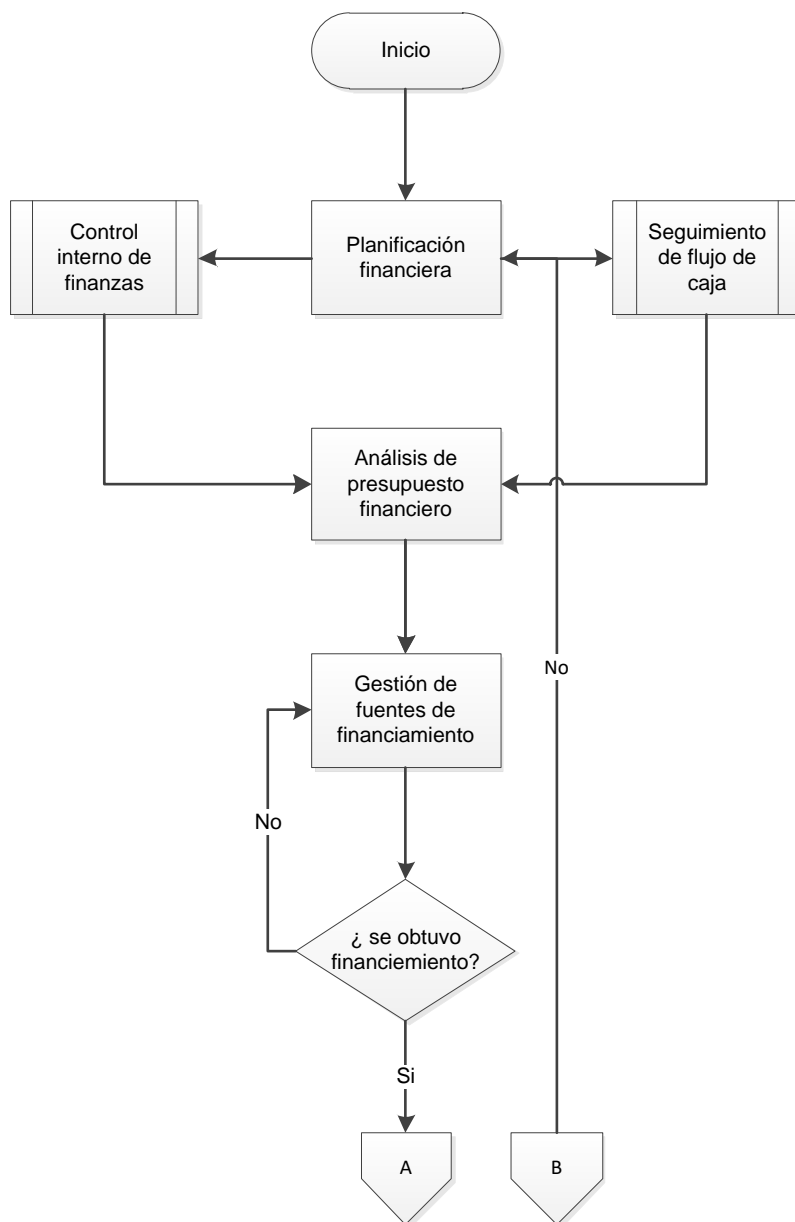 Inicio
Control
interno de
finanzas
Planificación
financiera
Seguimiento
de flujo de
caja
Análisis de
presupuesto
financiero
Gestión de
fuentes de
financiamiento
No
No
¿ se obtuvo
financiemiento?
Si
A
B